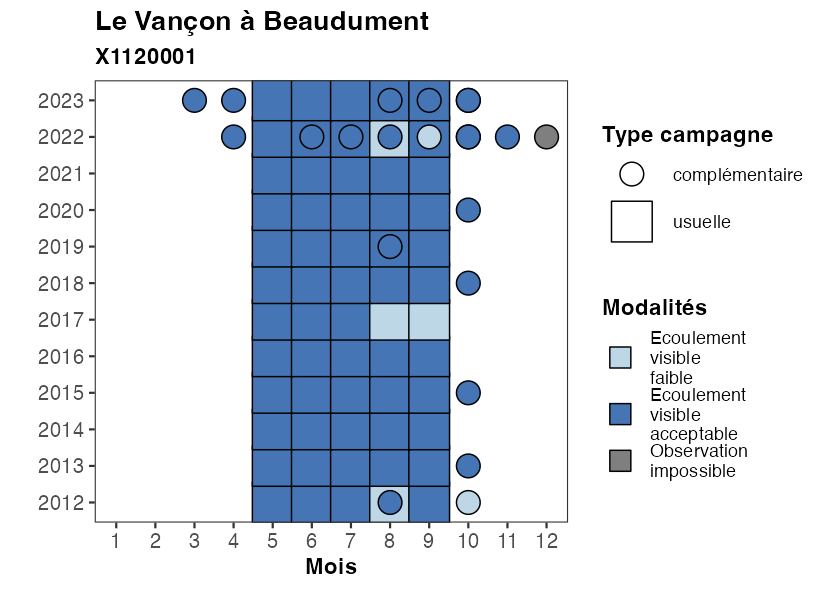 Le Vançon à Beaudument
X1120001
2023
2022
2021
2020
2019
2018
2017
2016
2015
2014
2013
2012
1 2 3 4 5 6 7 8 9 10 11 12
Mois
Type campagne
complémentaire
usuelle
Modalités
Ecoulement
visible
faible
Ecoulement
visible
acceptable
Observation
impossible